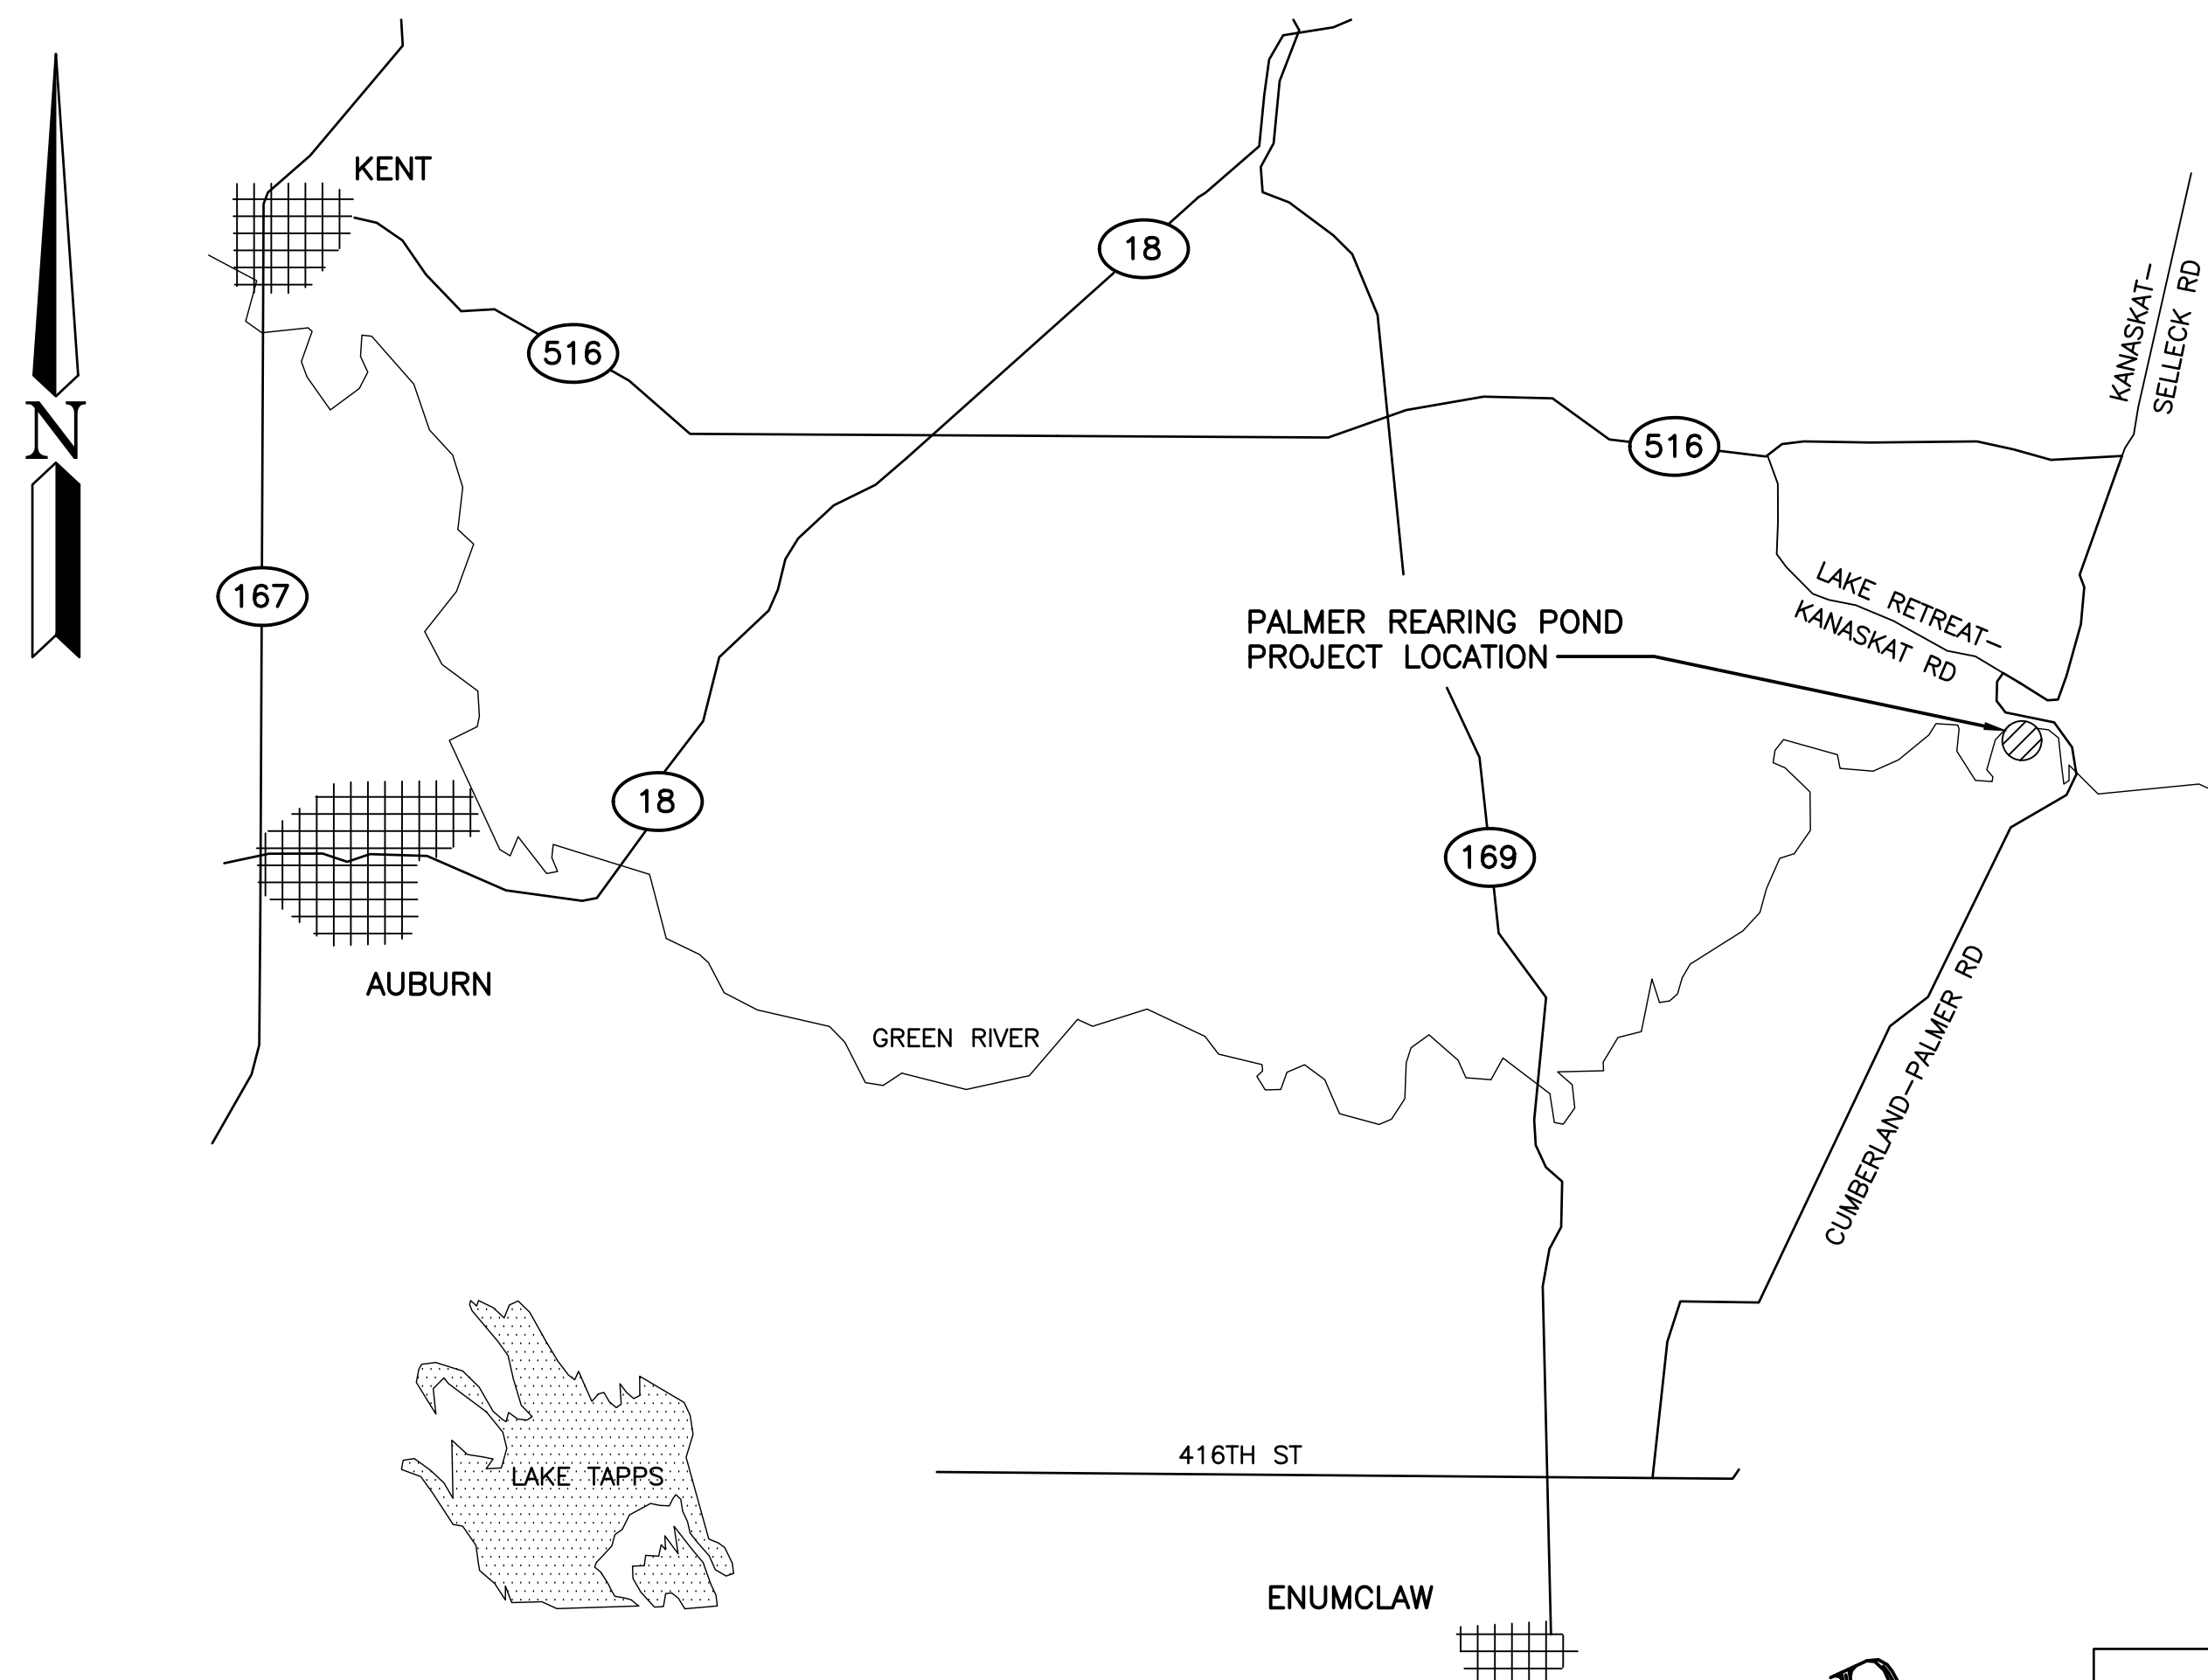 KENT
18
KANASKAT-
SELLECK RD
516
N
516
167
LAKE RETREAT-
KANASKAT RD
PALMER REARING POND
PROJECT LOCATION
18
169
AUBURN
GREEN RIVER
CUMBERLAND-PALMER RD
416TH ST
LAKE TAPPS
ENUMCLAW